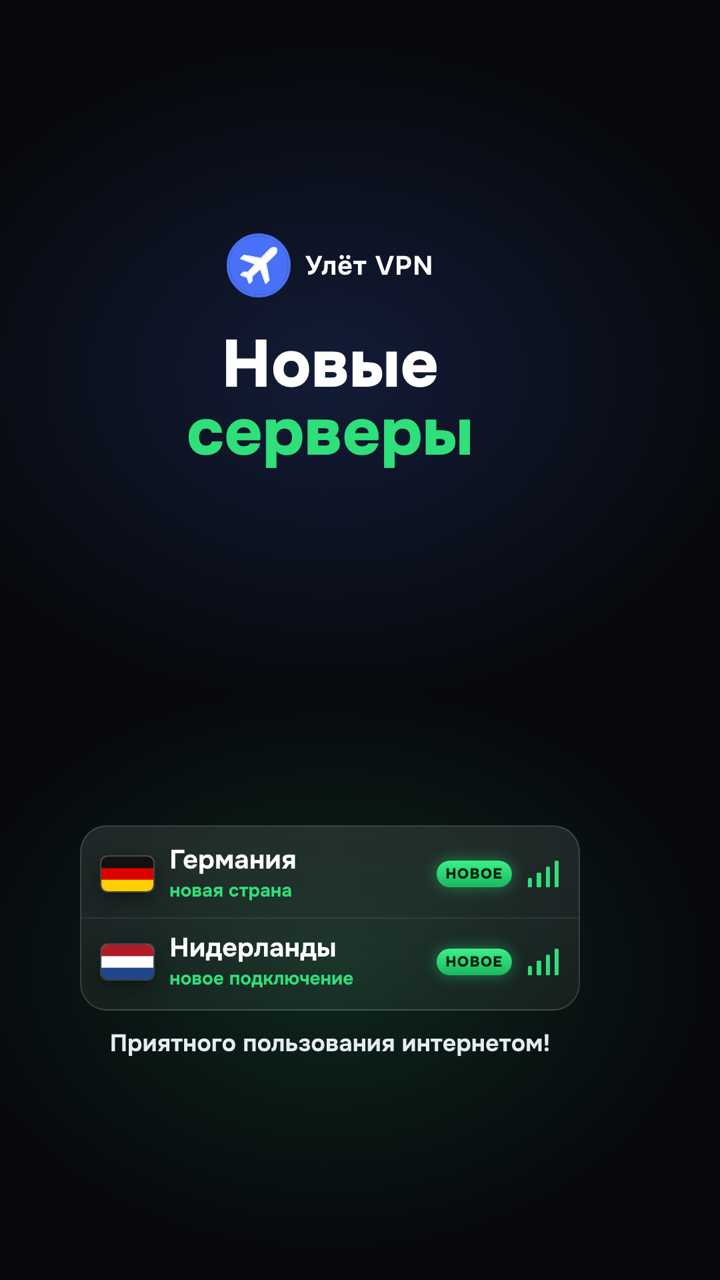 Улёт VPN
Новые
серверы
Германия
новая страна
НОВОЕ
Нидерланды
новое подключение
НОВОЕ
Приятного пользования интернетом!